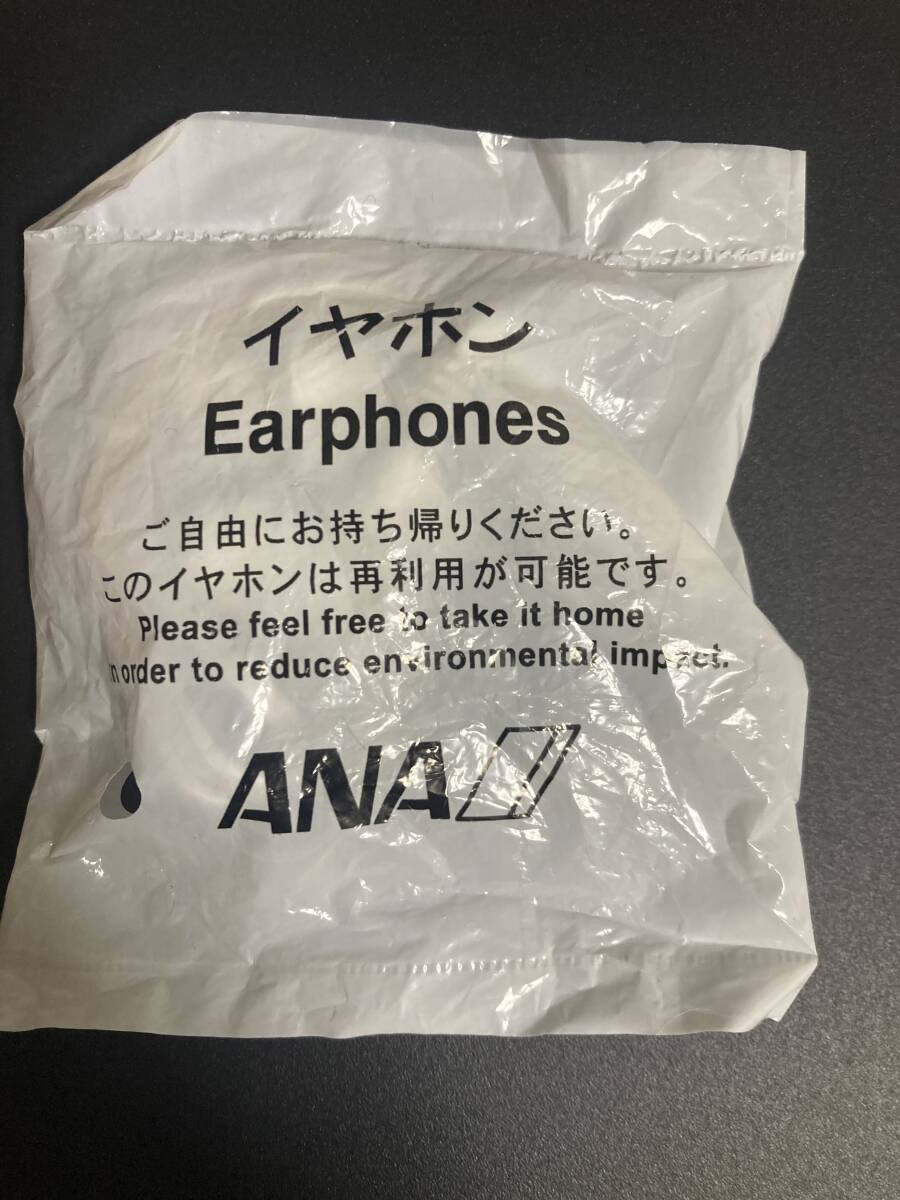 イヤホン
Earphones
ご自由にお持ち帰りください。
このイヤホンは再利用が可能です。
Please feel free to take it home
in order to reduce environmental impact.
ANA